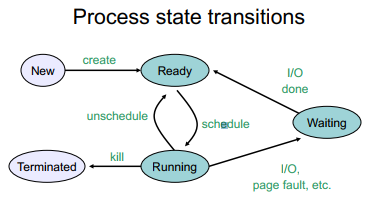 Process state transitions
create
New
Ready
I/O
done
unschedule
schedule
Waiting
kill
Terminated
Running
I/O,
page fault, etc.